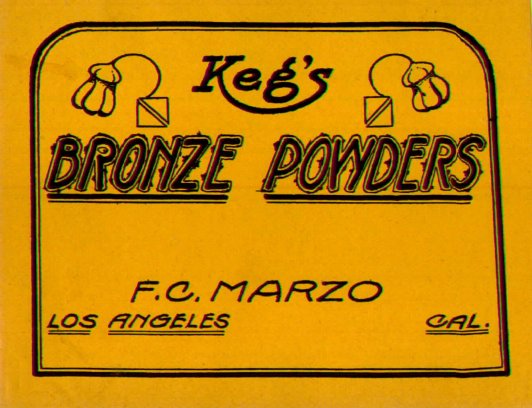 Keg's
BRONZE POWDERS
F.C. MARZO
LOS ANGELES CAL.